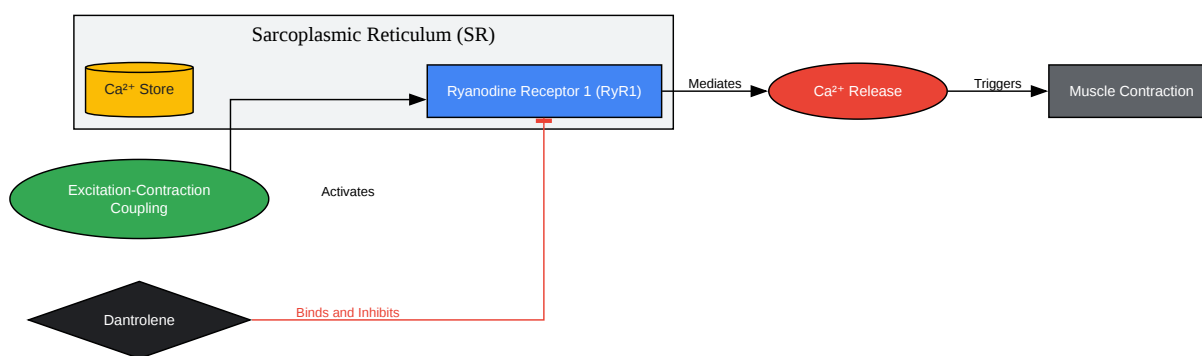 Sarcoplasmic Reticulum (SR)
Ca²⁺ Store
Ryanodine Receptor 1 (RyR1)
Mediates
Ca²⁺ Release
Triggers
Muscle Contraction
Excitation-Contraction
Coupling
Activates
Dantrolene
Binds and Inhibits